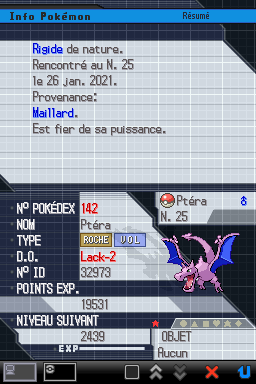 Info Pokémon Résumé
Rigide de nature.
Rencontré au N. 25
le 26 jan. 2021.
Provenance:
Maillard.
Est fier de sa puissance.
Ptéra ♂
N. 25
Nº POKÉDEX 142
NOM Ptéra
TYPE ROCHE VOL
D.O. Lack-2
Nº ID 32973
POINTS EXP.
19531
NIVEAU SUIVANT
2439
EXP
OBJET
Aucun